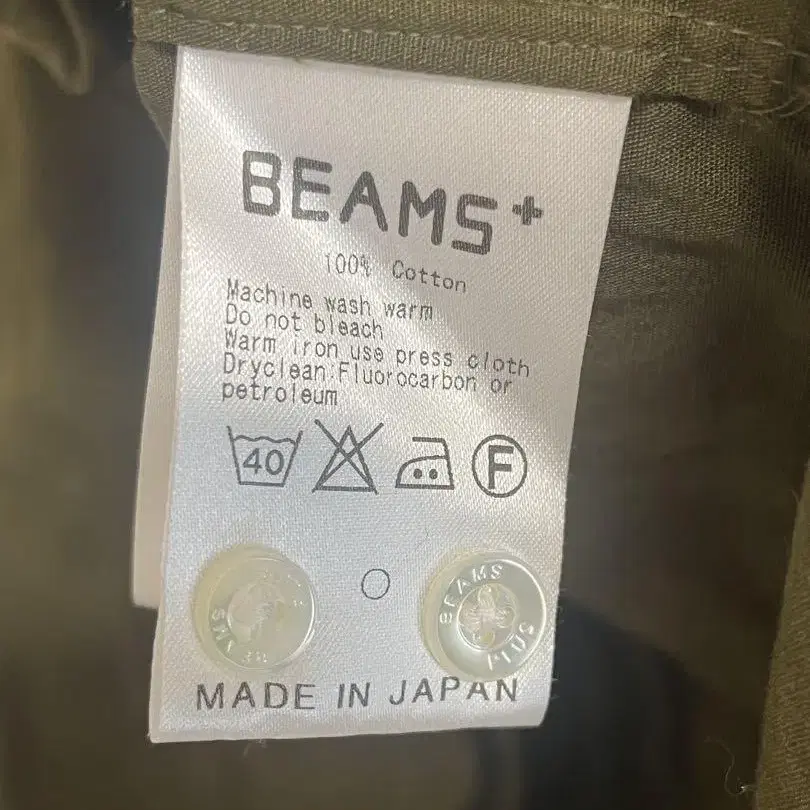 BEAMS+
100% Cotton
Machine wash warm
Do not bleach
Warm iron use press cloth
Dryclean:Fluorocarbon or
petroleum
40
F
BEAMS PLUS
MADE IN JAPAN